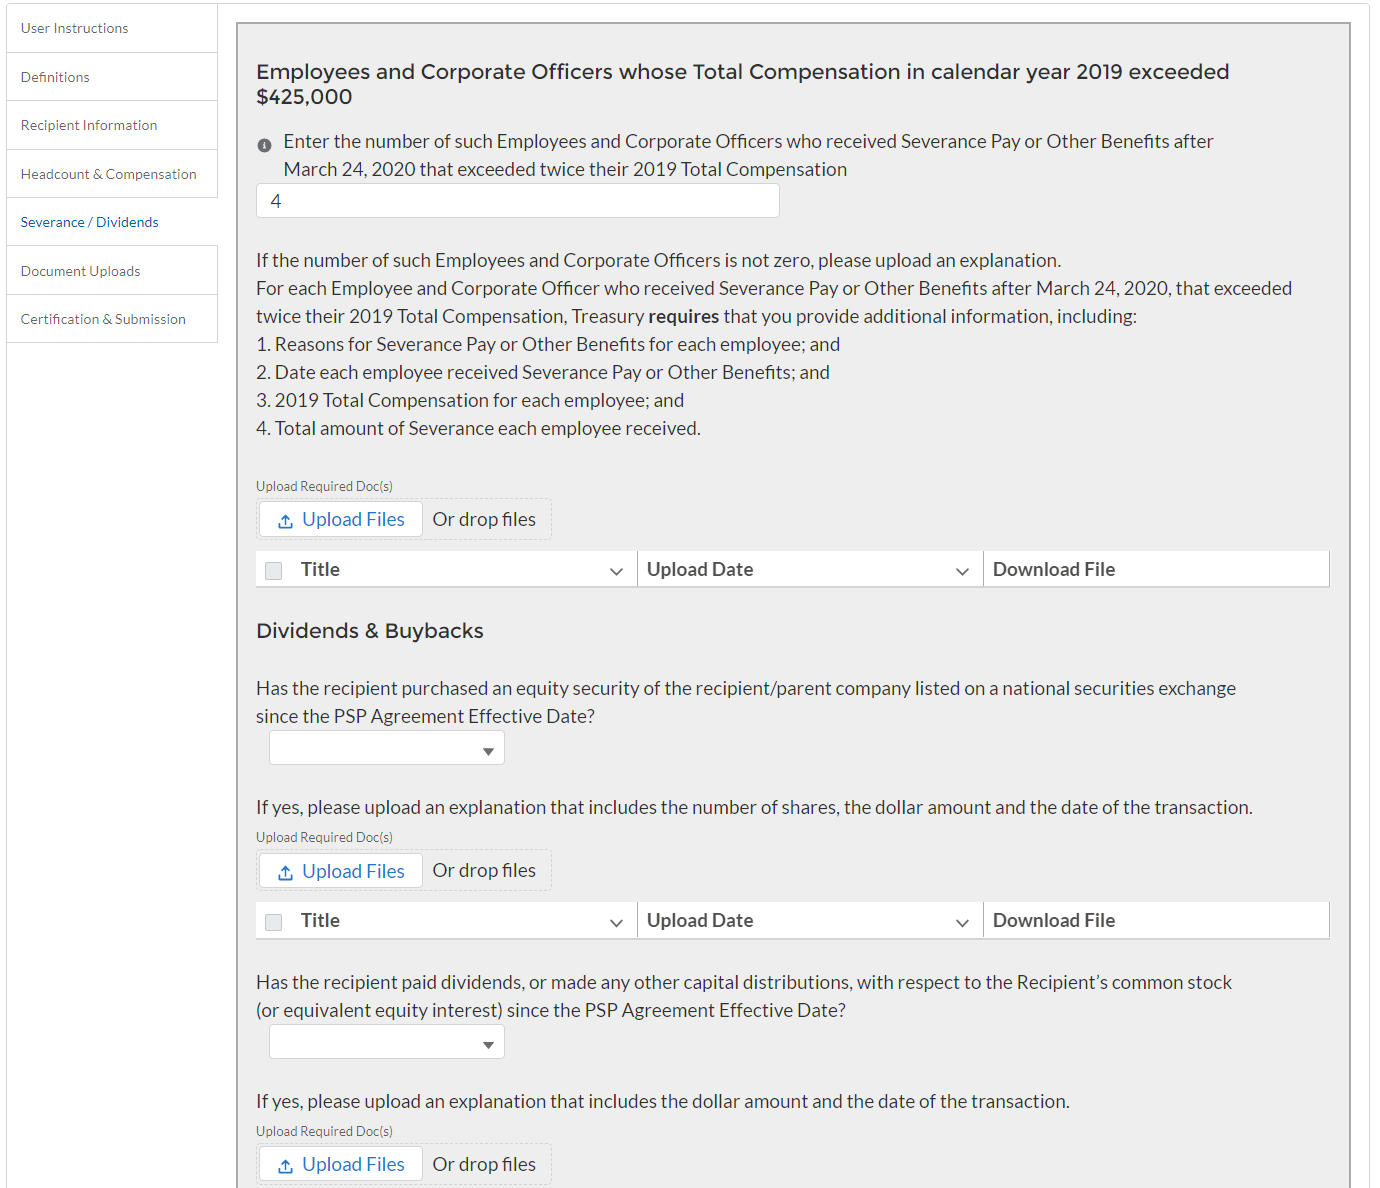 User Instructions
Definitions
Recipient Information
Headcount & Compensation
Severance / Dividends
Document Uploads
Certification & Submission
Employees and Corporate Officers whose Total Compensation in calendar year 2019 exceeded
$425,000
Enter the number of such Employees and Corporate Officers who received Severance Pay or Other Benefits after
March 24, 2020 that exceeded twice their 2019 Total Compensation
4
If the number of such Employees and Corporate Officers is not zero, please upload an explanation.
For each Employee and Corporate Officer who received Severance Pay or Other Benefits after March 24, 2020, that exceeded
twice their 2019 Total Compensation, Treasury requires that you provide additional information, including:
1. Reasons for Severance Pay or Other Benefits for each employee; and
2. Date each employee received Severance Pay or Other Benefits; and
3. 2019 Total Compensation for each employee; and
4. Total amount of Severance each employee received.
Upload Required Doc(s)
Upload Files Or drop files
Title Upload Date Download File
Dividends & Buybacks
Has the recipient purchased an equity security of the recipient/parent company listed on a national securities exchange
since the PSP Agreement Effective Date?
If yes, please upload an explanation that includes the number of shares, the dollar amount and the date of the transaction.
Upload Required Doc(s)
Upload Files Or drop files
Title Upload Date Download File
Has the recipient paid dividends, or made any other capital distributions, with respect to the Recipient’s common stock
(or equivalent equity interest) since the PSP Agreement Effective Date?
If yes, please upload an explanation that includes the dollar amount and the date of the transaction.
Upload Required Doc(s)
Upload Files Or drop files